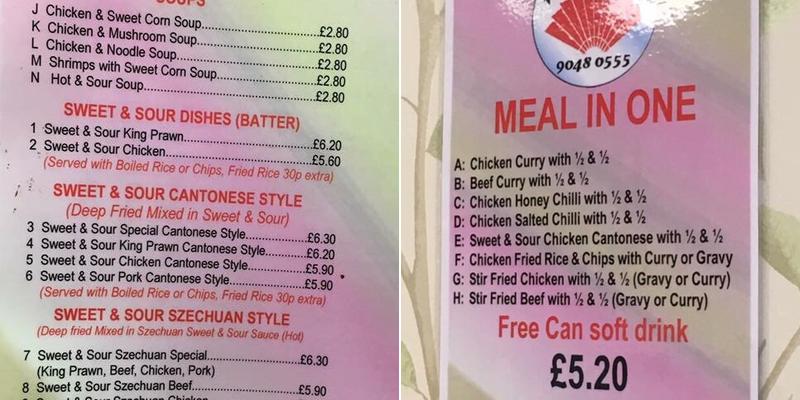 SOUPS
J Chicken & Sweet Corn Soup...£2.80
K Chicken & Mushroom Soup...£2.80
L Chicken & Noodle Soup...£2.80
M Shrimps with Sweet Corn Soup...£2.80
N Hot & Sour Soup...£2.80
SWEET & SOUR DISHES (BATTER)
1 Sweet & Sour King Prawn...£6.20
2 Sweet & Sour Chicken...£5.60
(Served with Boiled Rice or Chips, Fried Rice 30p extra)
SWEET & SOUR CANTONESE STYLE
(Deep Fried Mixed in Sweet & Sour)
3 Sweet & Sour Special Cantonese Style...£6.30
4 Sweet & Sour King Prawn Cantonese Style...£6.20
5 Sweet & Sour Chicken Cantonese Style...£5.90
6 Sweet & Sour Pork Cantonese Style...£5.90
(Served with Boiled Rice or Chips, Fried Rice 30p extra)
SWEET & SOUR SZECHUAN STYLE
(Deep fried Mixed in Szechuan Sweet & Sour Sauce (Hot)
7 Sweet & Sour Szechuan Special...£6.30
(King Prawn, Beef, Chicken, Pork)
8 Sweet & Sour Szechuan Beef...£5.90
9048 0555
MEAL IN ONE
A: Chicken Curry with ½ & ½
B: Beef Curry with ½ & ½
C: Chicken Honey Chilli with ½ & ½
D: Chicken Salted Chilli with ½ & ½
E: Sweet & Sour Chicken Cantonese with ½ & ½
F: Chicken Fried Rice & Chips with Curry or Gravy
G: Stir Fried Chicken with ½ & ½ (Gravy or Curry)
H: Stir Fried Beef with ½ & ½ (Gravy or Curry)
Free Can soft drink
£5.20